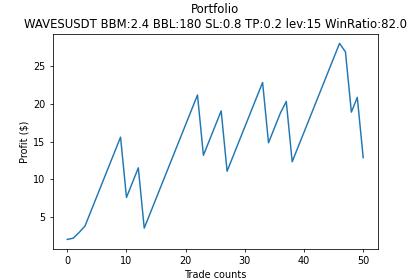 Portfolio
WAVESUSDT BBM:2.4 BBL:180 SL:0.8 TP:0.2 lev:15 WinRatio:82.0
Profit ($)
25
20
15
10
5
0 10 20 30 40 50
Trade counts